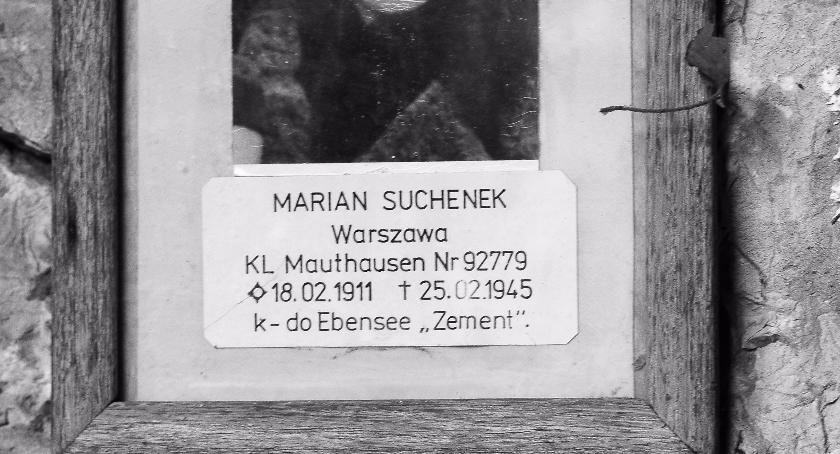 MARIAN SUCHENEK
Warszawa
KL Mauthausen Nr 92779
18.02.1911 † 25.02.1945
k-do Ebensee „Zement”.